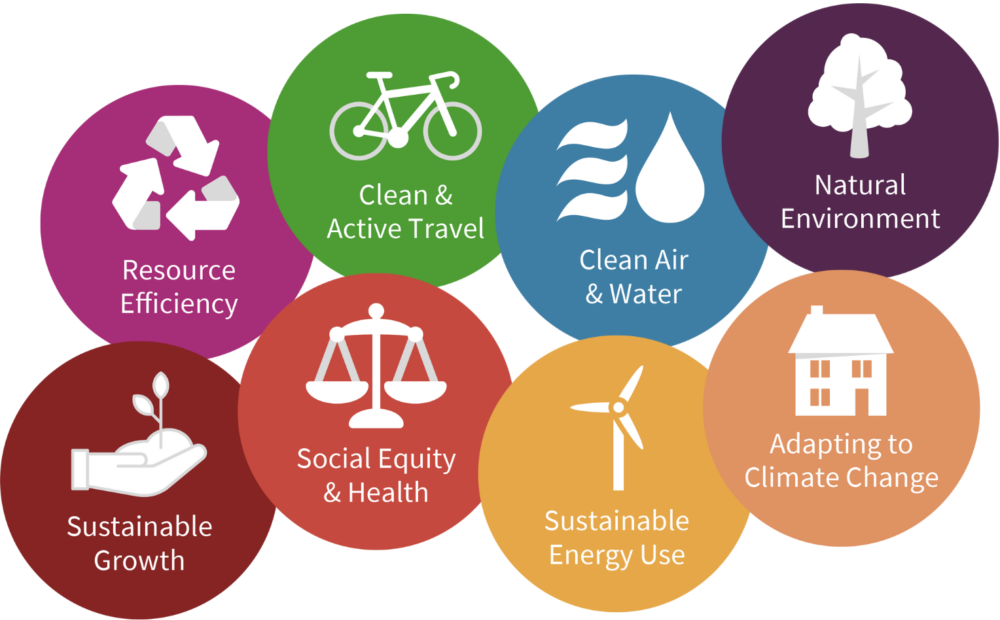 Resource
Efficiency
Clean &
Active Travel
Clean Air
& Water
Natural
Environment
Sustainable
Growth
Social Equity
& Health
Sustainable
Energy Use
Adapting to
Climate Change